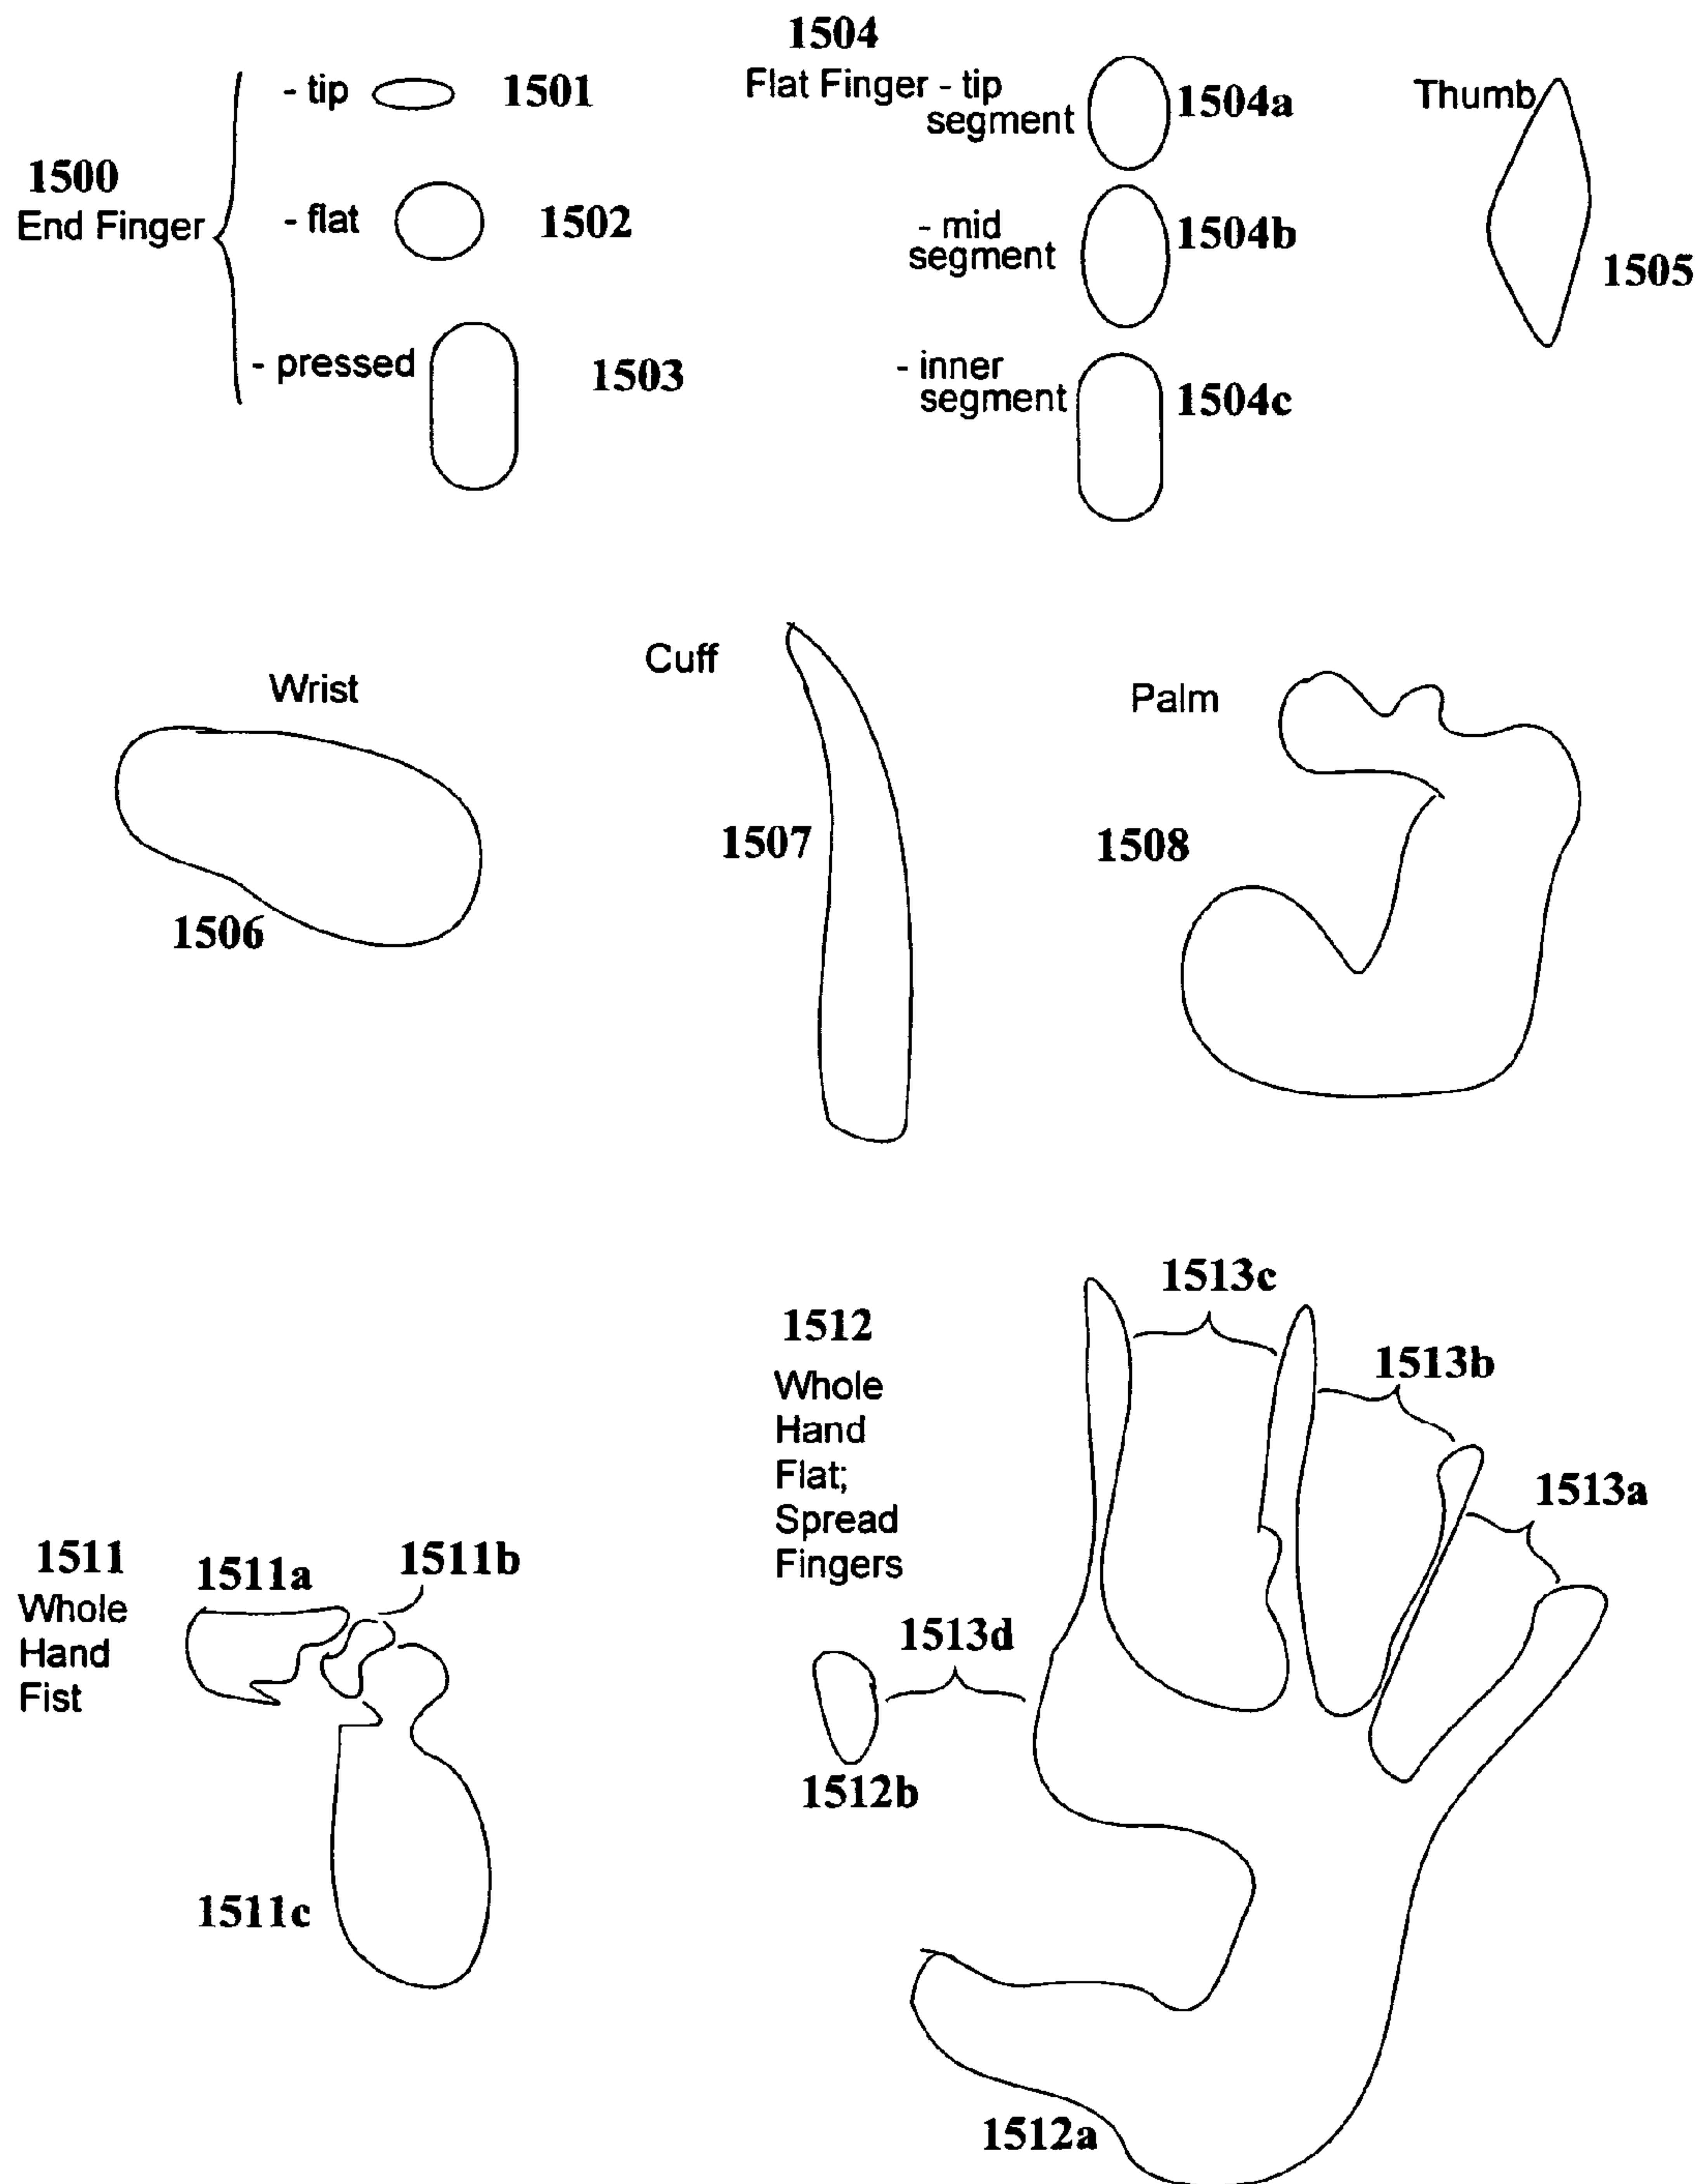 1500
End Finger
- tip
1501
- flat
1502
- pressed
1503
1504
Flat Finger - tip
segment
1504a
- mid
segment
1504b
- inner
segment
1504c
Thumb
1505
Wrist
1506
Cuff
1507
Palm
1508
1511
Whole
Hand
Fist
1511a
1511b
1511c
1512
Whole
Hand
Flat;
Spread
Fingers
1513c
1513b
1513a
1513d
1512b
1512a